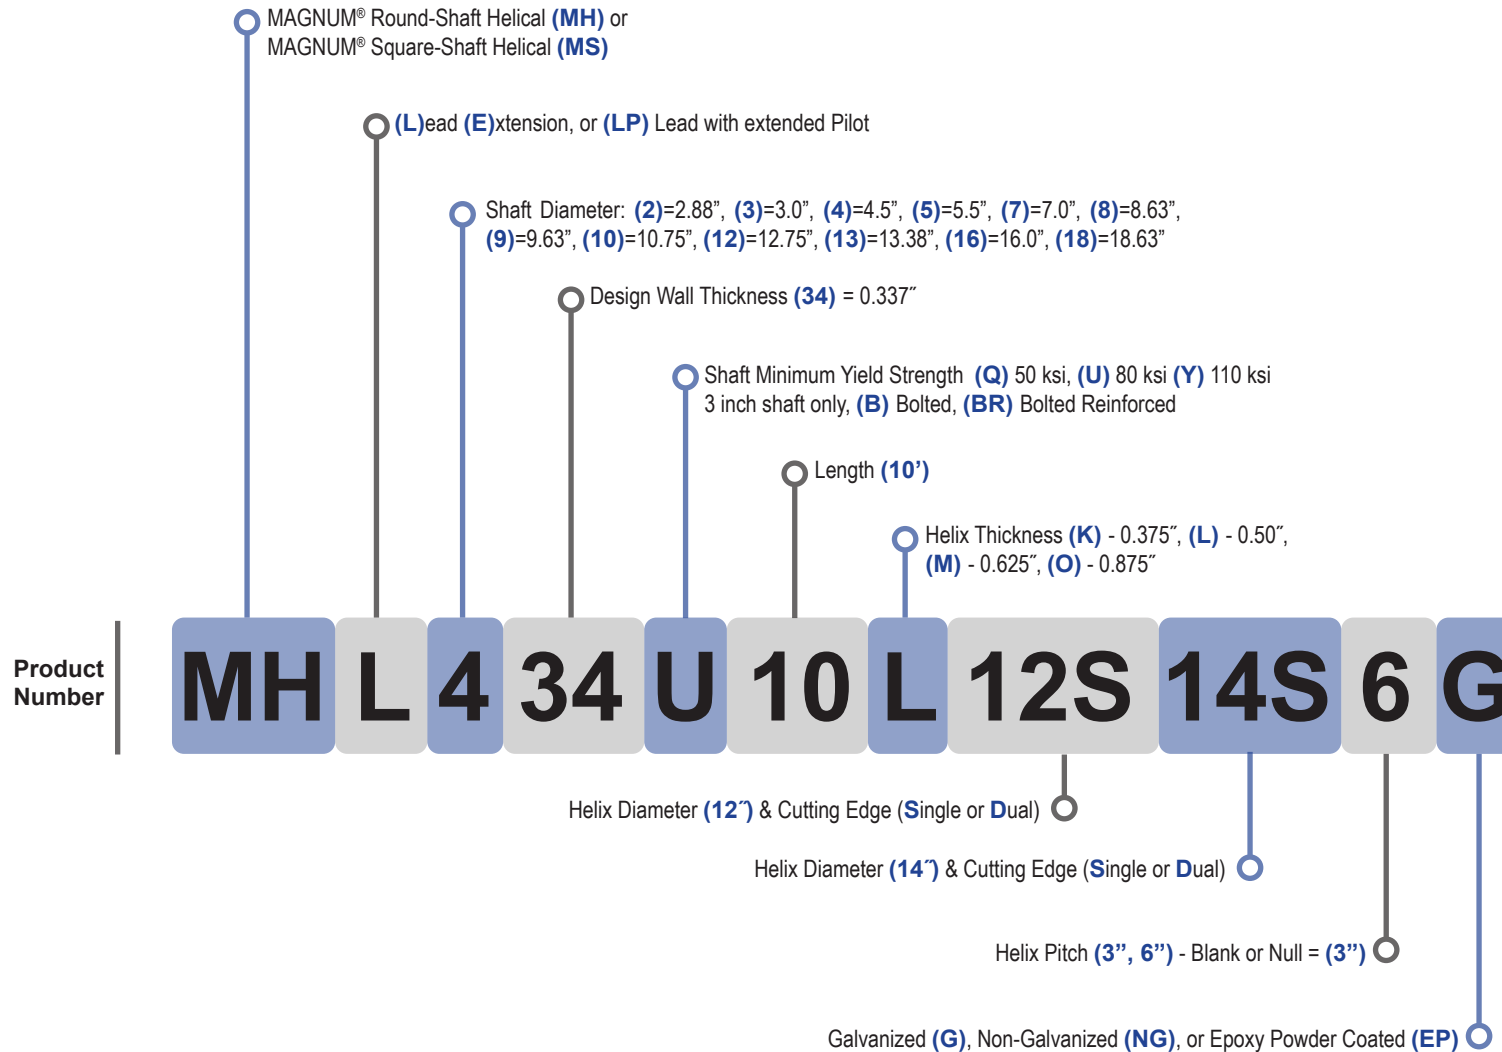 MAGNUM® Round-Shaft Helical (MH) or
MAGNUM® Square-Shaft Helical (MS)
(L)ead (E)xtension, or (LP) Lead with extended Pilot
Shaft Diameter: (2)=2.88”, (3)=3.0”, (4)=4.5”, (5)=5.5”, (7)=7.0”, (8)=8.63”,
(9)=9.63”, (10)=10.75”, (12)=12.75”, (13)=13.38”, (16)=16.0”, (18)=18.63”
Design Wall Thickness (34) = 0.337˝
Shaft Minimum Yield Strength (Q) 50 ksi, (U) 80 ksi (Y) 110 ksi
3 inch shaft only, (B) Bolted, (BR) Bolted Reinforced
Length (10’)
Helix Thickness (K) - 0.375˝, (L) - 0.50˝,
(M) - 0.625˝, (O) - 0.875˝
Product
Number
MH L 4 34 U 10 L 12S 14S 6 G
Helix Diameter (12˝) & Cutting Edge (Single or Dual)
Helix Diameter (14˝) & Cutting Edge (Single or Dual)
Helix Pitch (3”, 6”) - Blank or Null = (3”)
Galvanized (G), Non-Galvanized (NG), or Epoxy Powder Coated (EP)